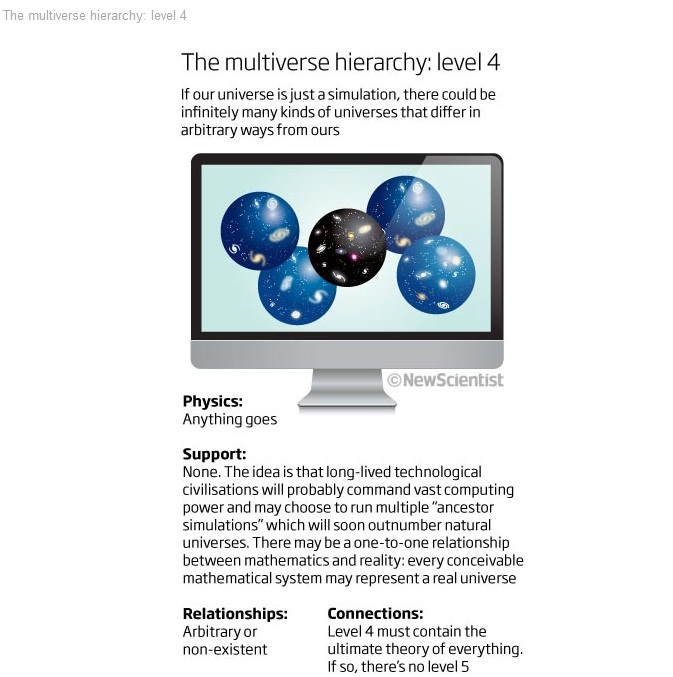 The multiverse hierarchy: level 4
The multiverse hierarchy: level 4
If our universe is just a simulation, there could be
infinitely many kinds of universes that differ in
arbitrary ways from ours
©NewScientist
Physics:
Anything goes
Support:
None. The idea is that long-lived technological
civilisations will probably command vast computing
power and may choose to run multiple “ancestor
simulations” which will soon outnumber natural
universes. There may be a one-to-one relationship
between mathematics and reality: every conceivable
mathematical system may represent a real universe
Relationships:
Arbitrary or
non-existent
Connections:
Level 4 must contain the
ultimate theory of everything.
If so, there’s no level 5